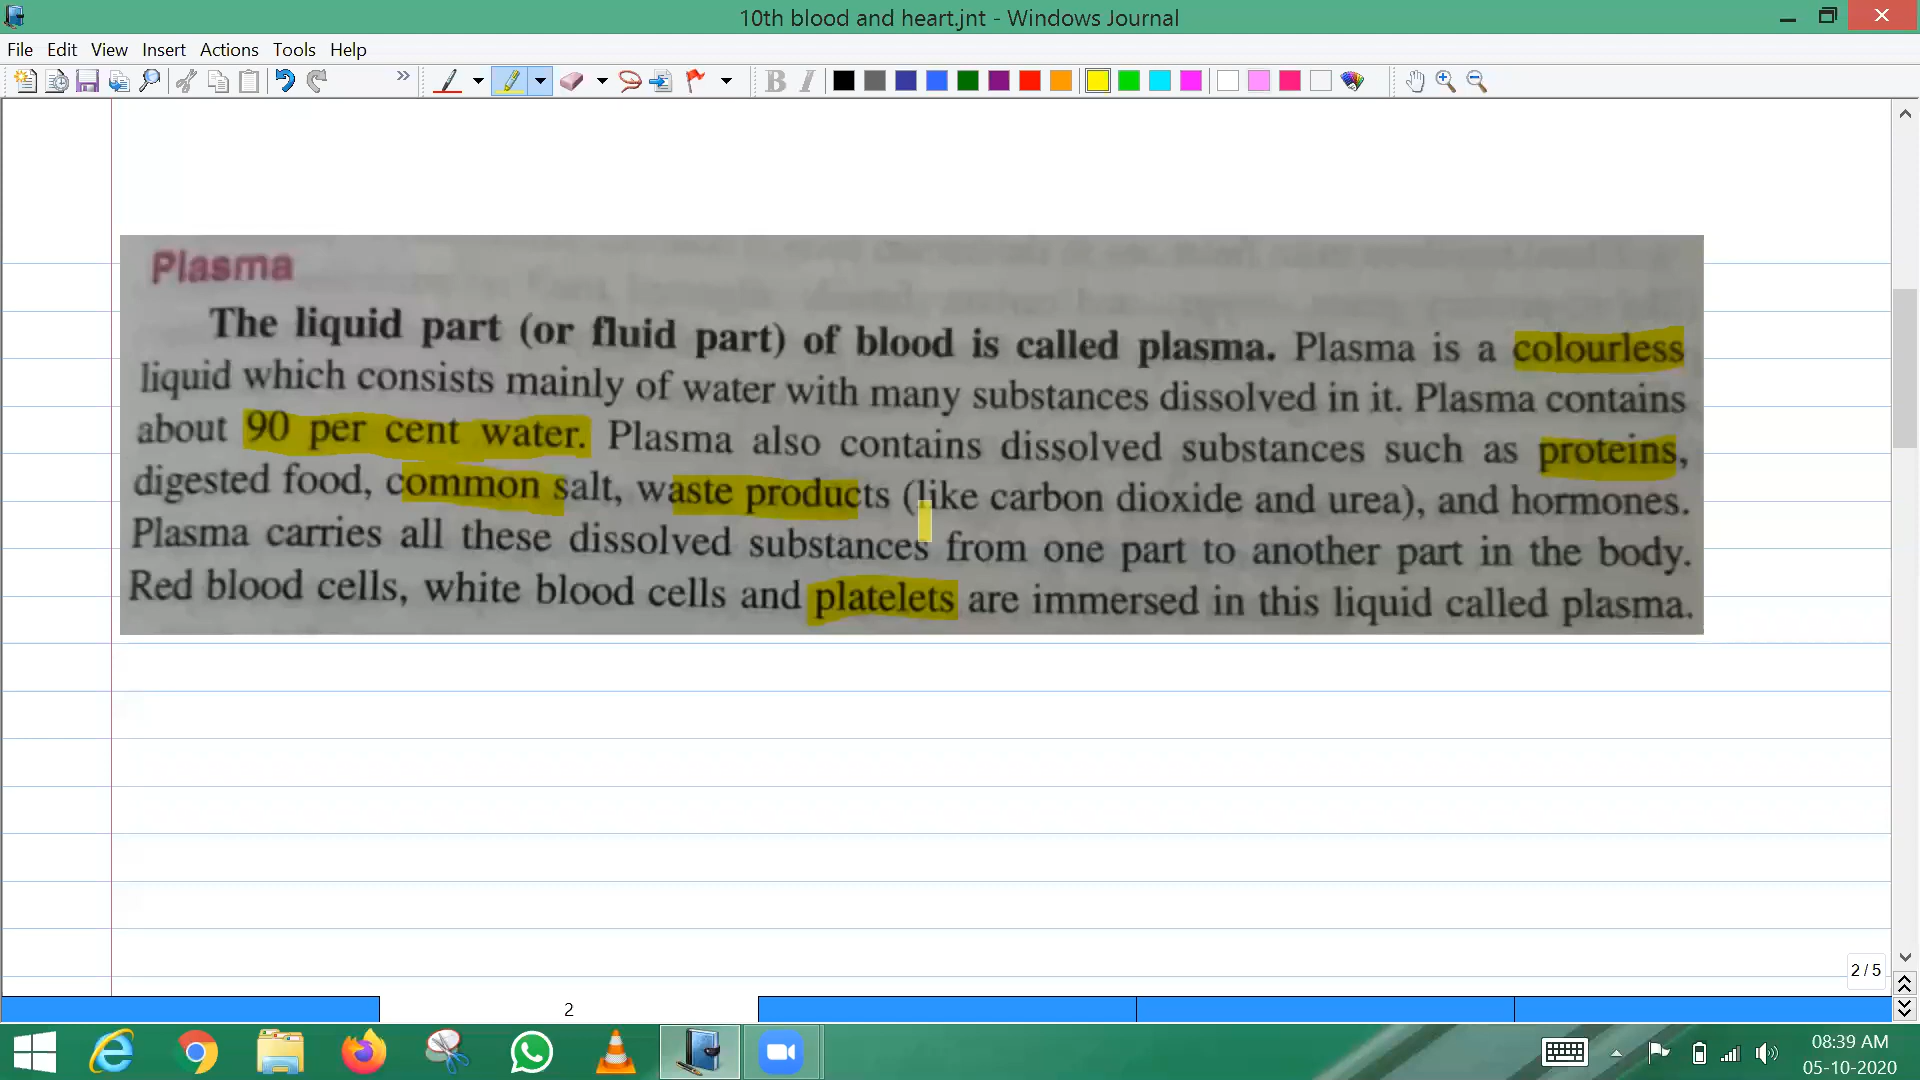 10th blood and heart.jnt - Windows Journal
File Edit View Insert Actions Tools Help
Plasma
The liquid part (or fluid part) of blood is called plasma. Plasma is a colourless
liquid which consists mainly of water with many substances dissolved in it. Plasma contains
about 90 per cent water. Plasma also contains dissolved substances such as proteins,
digested food, common salt, waste products (like carbon dioxide and urea), and hormones.
Plasma carries all these dissolved substances from one part to another part in the body.
Red blood cells, white blood cells and platelets are immersed in this liquid called plasma.
2 / 5
2
08:39 AM
05-10-2020